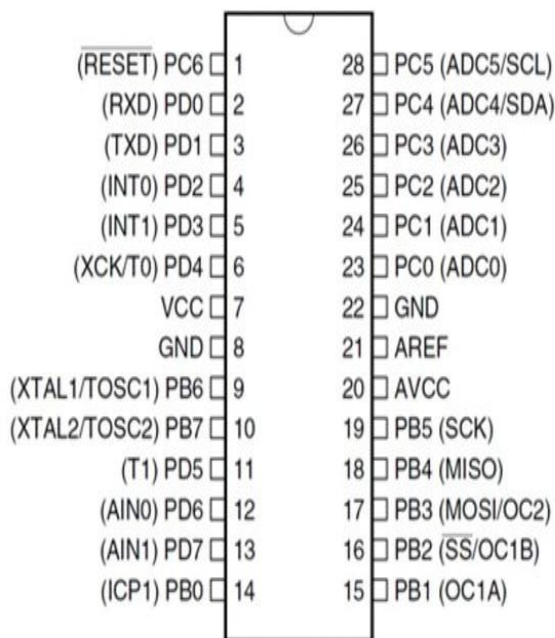 (RESET) PC6 1 28 PC5 (ADC5/SCL)
(RXD) PD0 2 27 PC4 (ADC4/SDA)
(TXD) PD1 3 26 PC3 (ADC3)
(INT0) PD2 4 25 PC2 (ADC2)
(INT1) PD3 5 24 PC1 (ADC1)
(XCK/T0) PD4 6 23 PC0 (ADC0)
VCC 7 22 GND
GND 8 21 AREF
(XTAL1/TOSC1) PB6 9 20 AVCC
(XTAL2/TOSC2) PB7 10 19 PB5 (SCK)
(T1) PD5 11 18 PB4 (MISO)
(AIN0) PD6 12 17 PB3 (MOSI/OC2)
(AIN1) PD7 13 16 PB2 (SS/OC1B)
(ICP1) PB0 14 15 PB1 (OC1A)